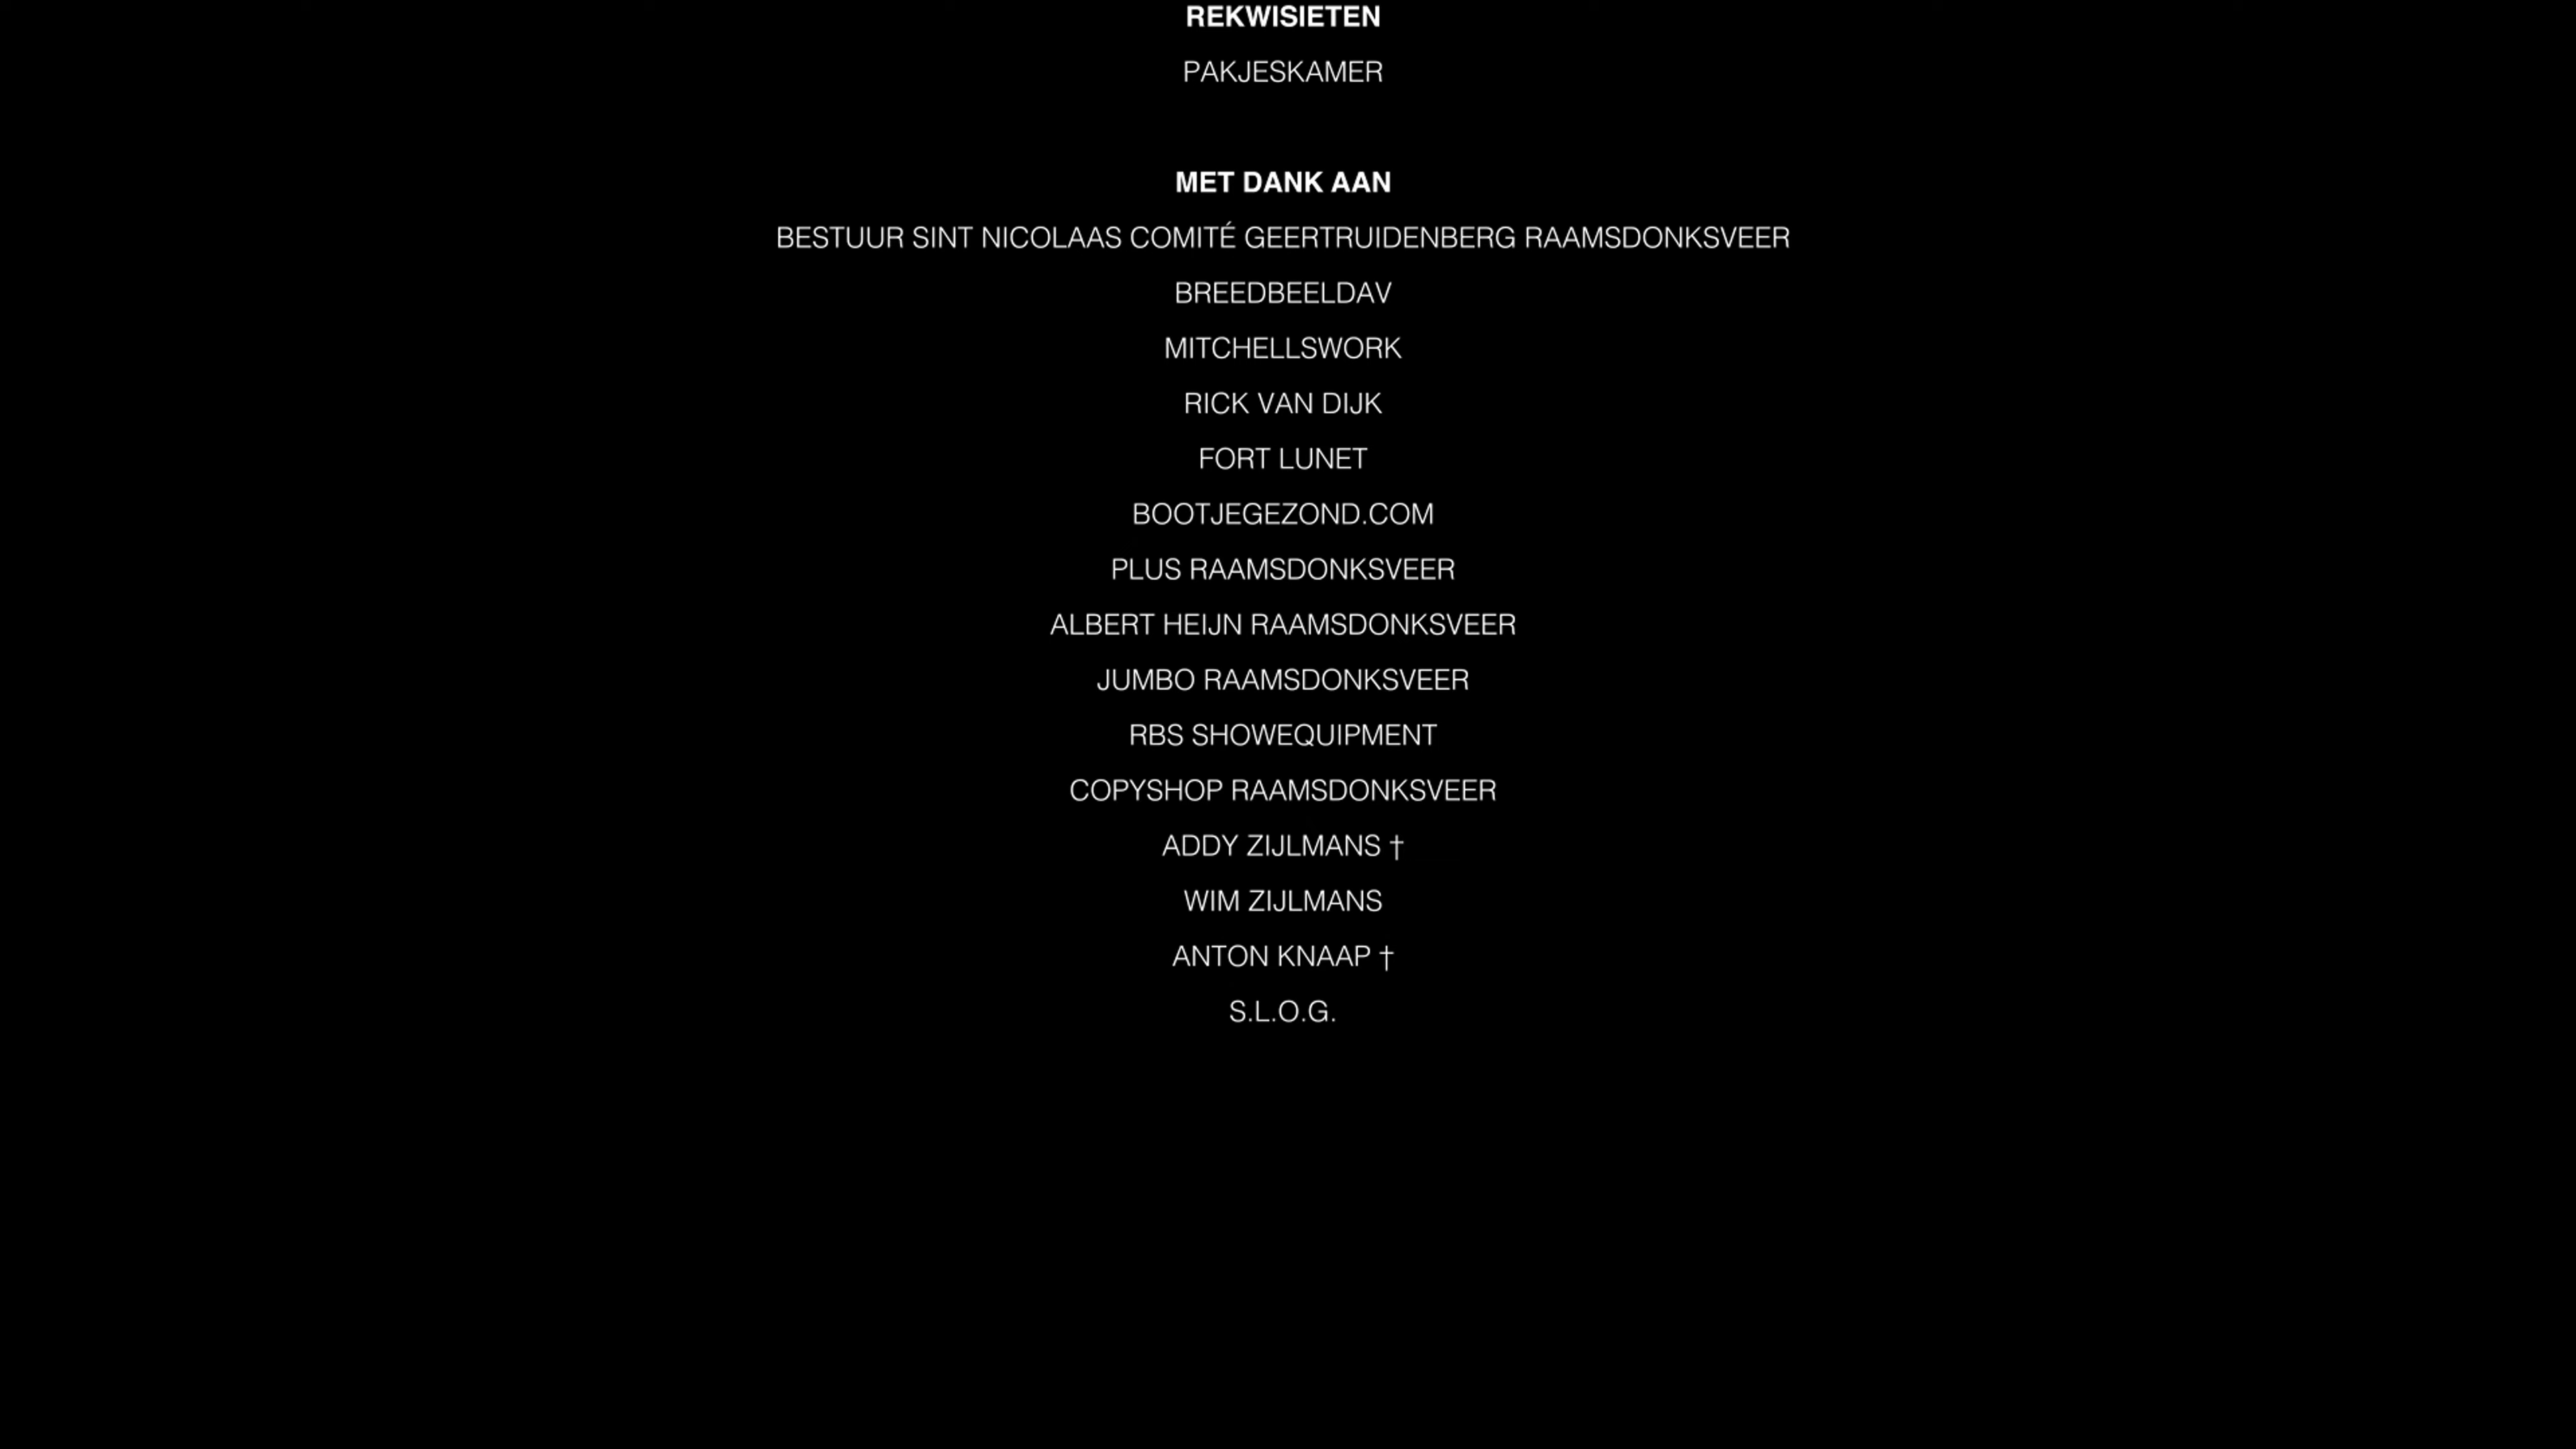 REKWISIETEN
PAKJESKAMER
MET DANK AAN
BESTUUR SINT NICOLAAS COMITÉ GEERTRUIDENBERG RAAMSDONKSVEER
BREEDBEELDAV
MITCHELLSWORK
RICK VAN DIJK
FORT LUNET
BOOTJEGEZOND.COM
PLUS RAAMSDONKSVEER
ALBERT HEIJN RAAMSDONKSVEER
JUMBO RAAMSDONKSVEER
RBS SHOWEQUIPMENT
COPYSHOP RAAMSDONKSVEER
ADDY ZIJLMANS †
WIM ZIJLMANS
ANTON KNAAP †
S.L.O.G.